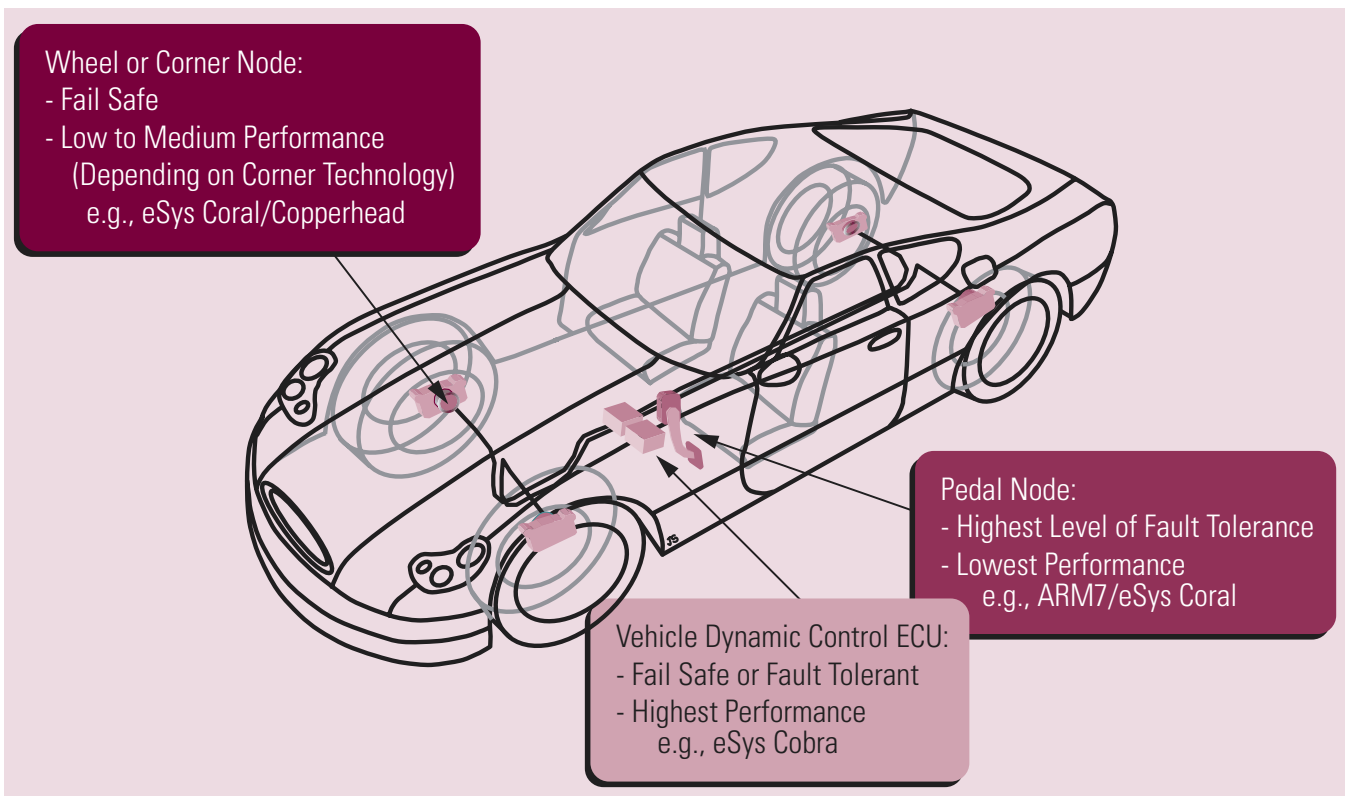 Wheel or Corner Node:
- Fail Safe
- Low to Medium Performance
(Depending on Corner Technology)
e.g., eSys Coral/Copperhead
Pedal Node:
- Highest Level of Fault Tolerance
- Lowest Performance
e.g., ARM7/eSys Coral
Vehicle Dynamic Control ECU:
- Fail Safe or Fault Tolerant
- Highest Performance
e.g., eSys Cobra
JS